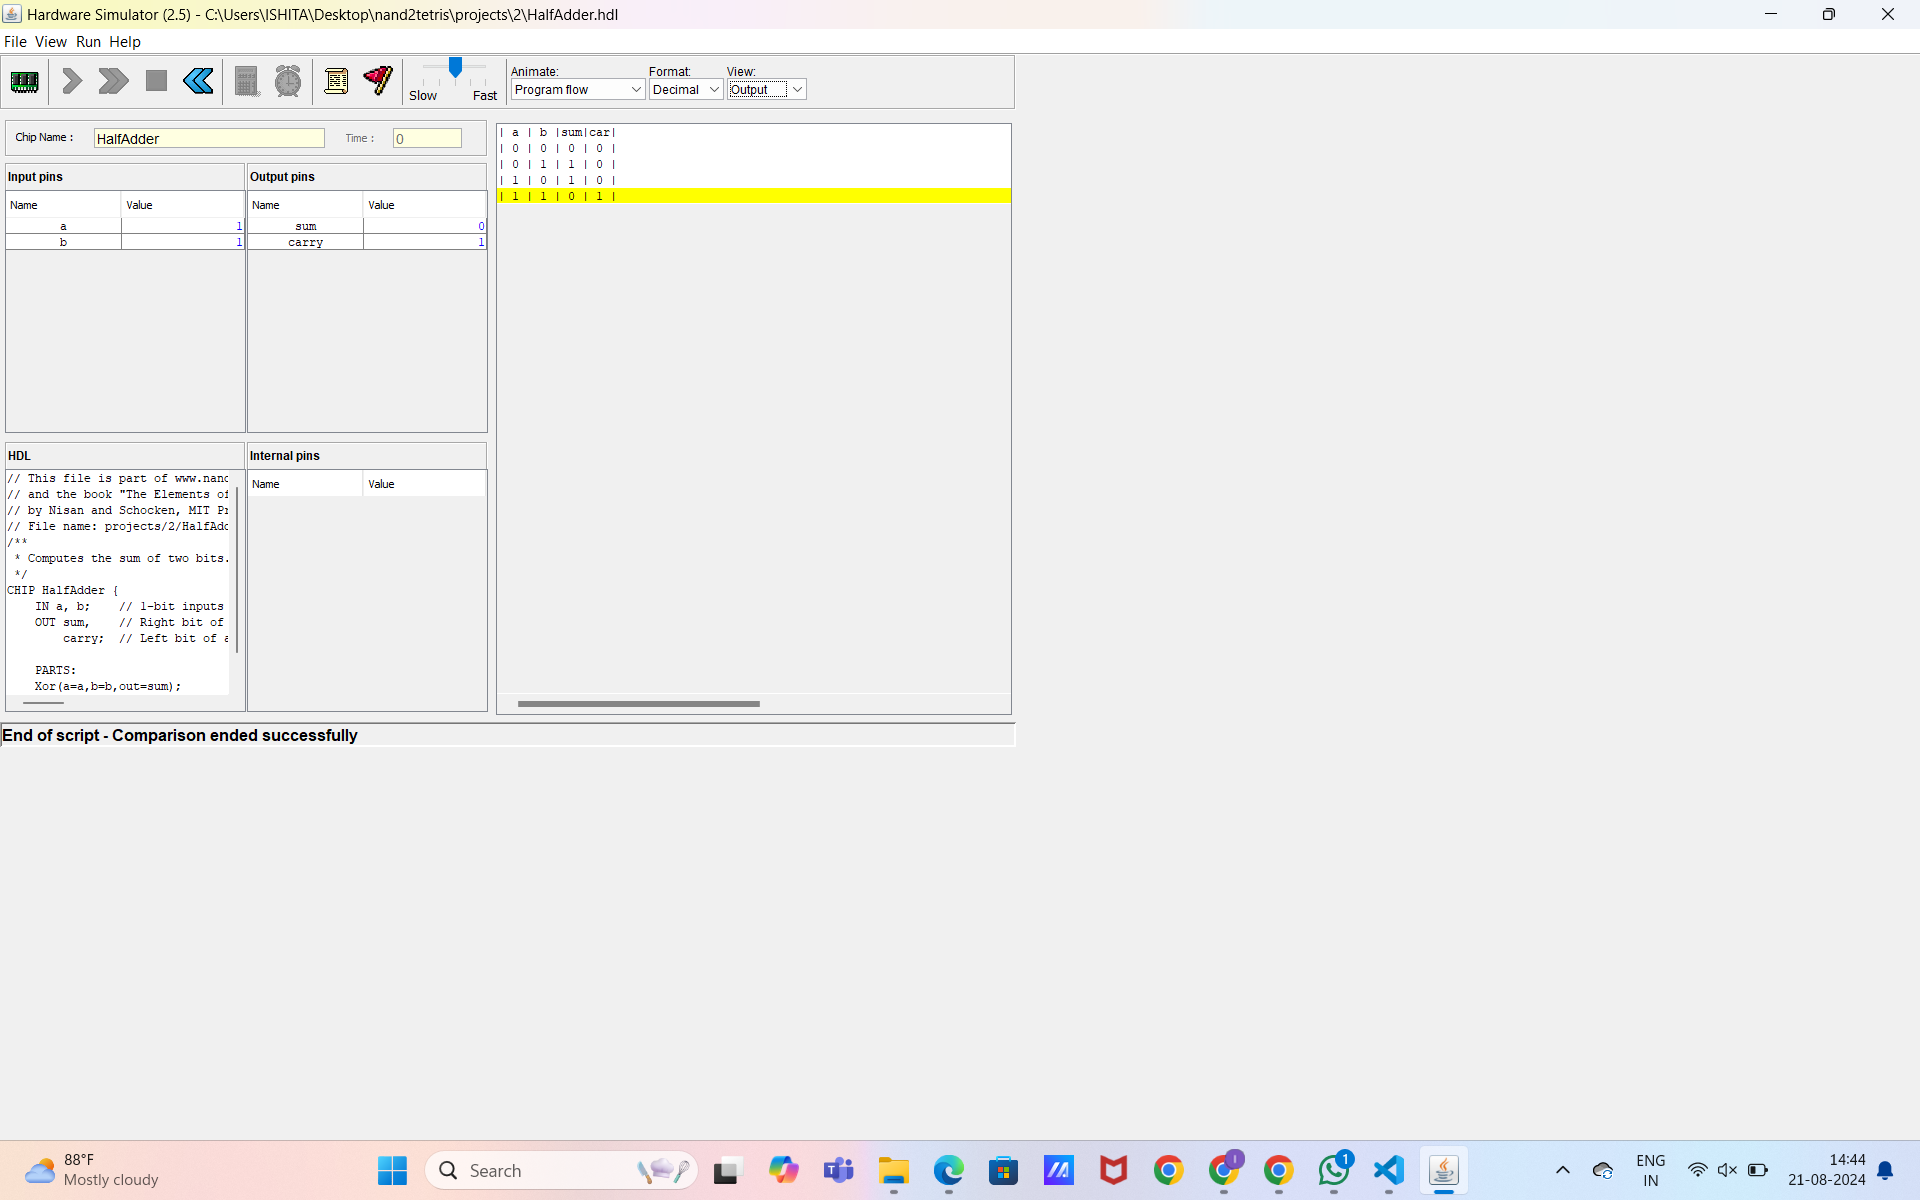 Hardware Simulator (2.5) - C:\Users\ISHITA\Desktop\nand2tetris\projects\2\HalfAdder.hdl
File View Run Help
Slow Fast
Animate: Format: View:
Program flow Decimal Output
Chip Name : HalfAdder Time : 0
Input pins
Name Value
a 1
b 1
Output pins
Name Value
sum 0
carry 1
| a | b |sum|car|
| 0 | 0 | 0 | 0 |
| 0 | 1 | 1 | 0 |
| 1 | 0 | 1 | 0 |
| 1 | 1 | 0 | 1 |
HDL
// This file is part of www.nand
// and the book "The Elements of
// by Nisan and Schocken, MIT Pr
// File name: projects/2/HalfAdd
/**
* Computes the sum of two bits.
*/
CHIP HalfAdder {
IN a, b; // 1-bit inputs
OUT sum, // Right bit of
carry; // Left bit of a
PARTS:
Xor(a=a,b=b,out=sum);
Internal pins
Name Value
End of script - Comparison ended successfully
88°F
Mostly cloudy
Search
I
1
ENG
IN
14:44
21-08-2024